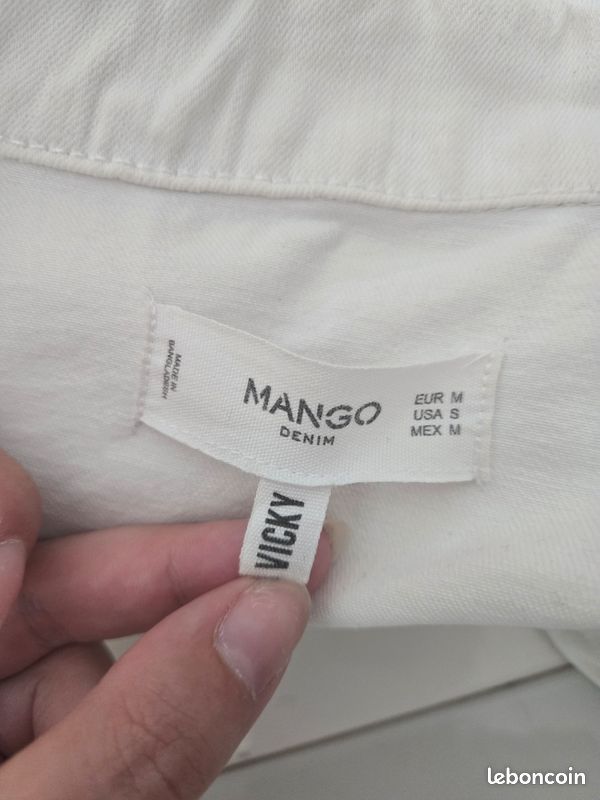 MADE IN
BANGLADESH
MANGO
DENIM
EUR M
USA S
MEX M
VICKY
leboncoin